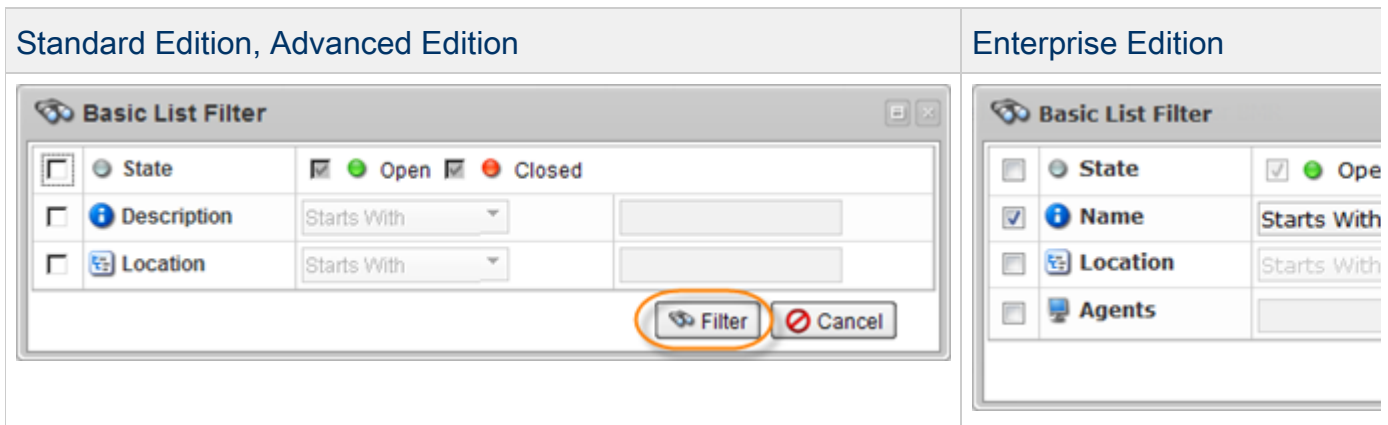 Standard Edition, Advanced Edition
Basic List Filter
State Open Closed
Description Starts With
Location Starts With
Filter Cancel
Enterprise Edition
Basic List Filter
State Ope
Name Starts With
Location Starts With
Agents